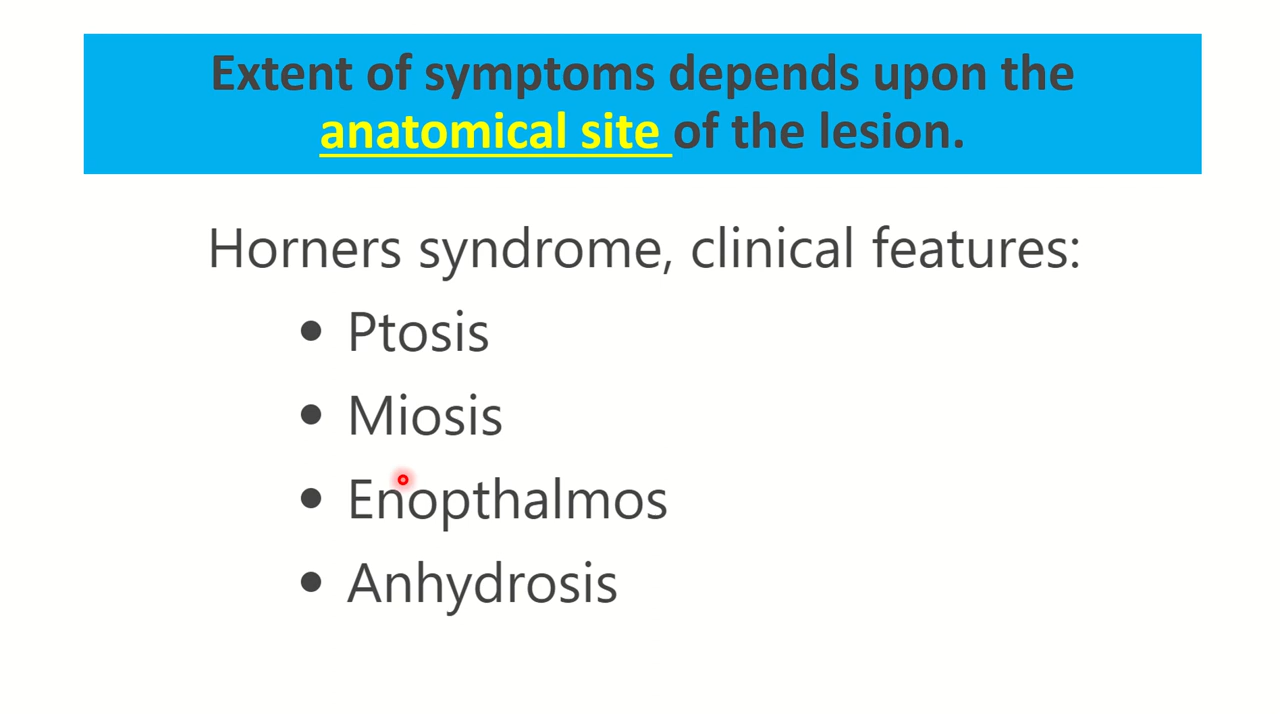 Extent of symptoms depends upon the
anatomical site of the lesion.
Horners syndrome, clinical features:
• Ptosis
• Miosis
• Enopthalmos
• Anhydrosis